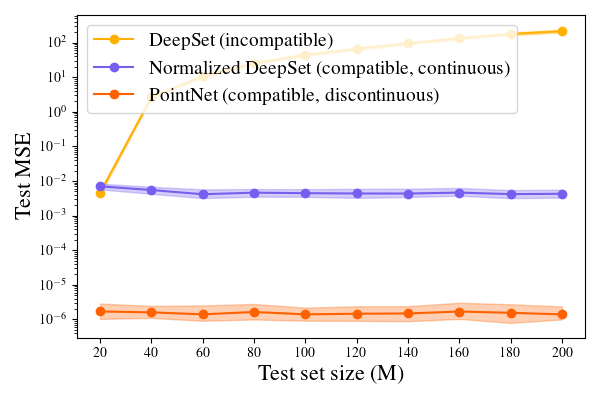 DeepSet (incompatible)
Normalized DeepSet (compatible, continuous)
PointNet (compatible, discontinuous)
Test MSE
10²
10¹
10⁰
10⁻¹
10⁻²
10⁻³
10⁻⁴
10⁻⁵
10⁻⁶
20 40 60 80 100 120 140 160 180 200
Test set size (M)